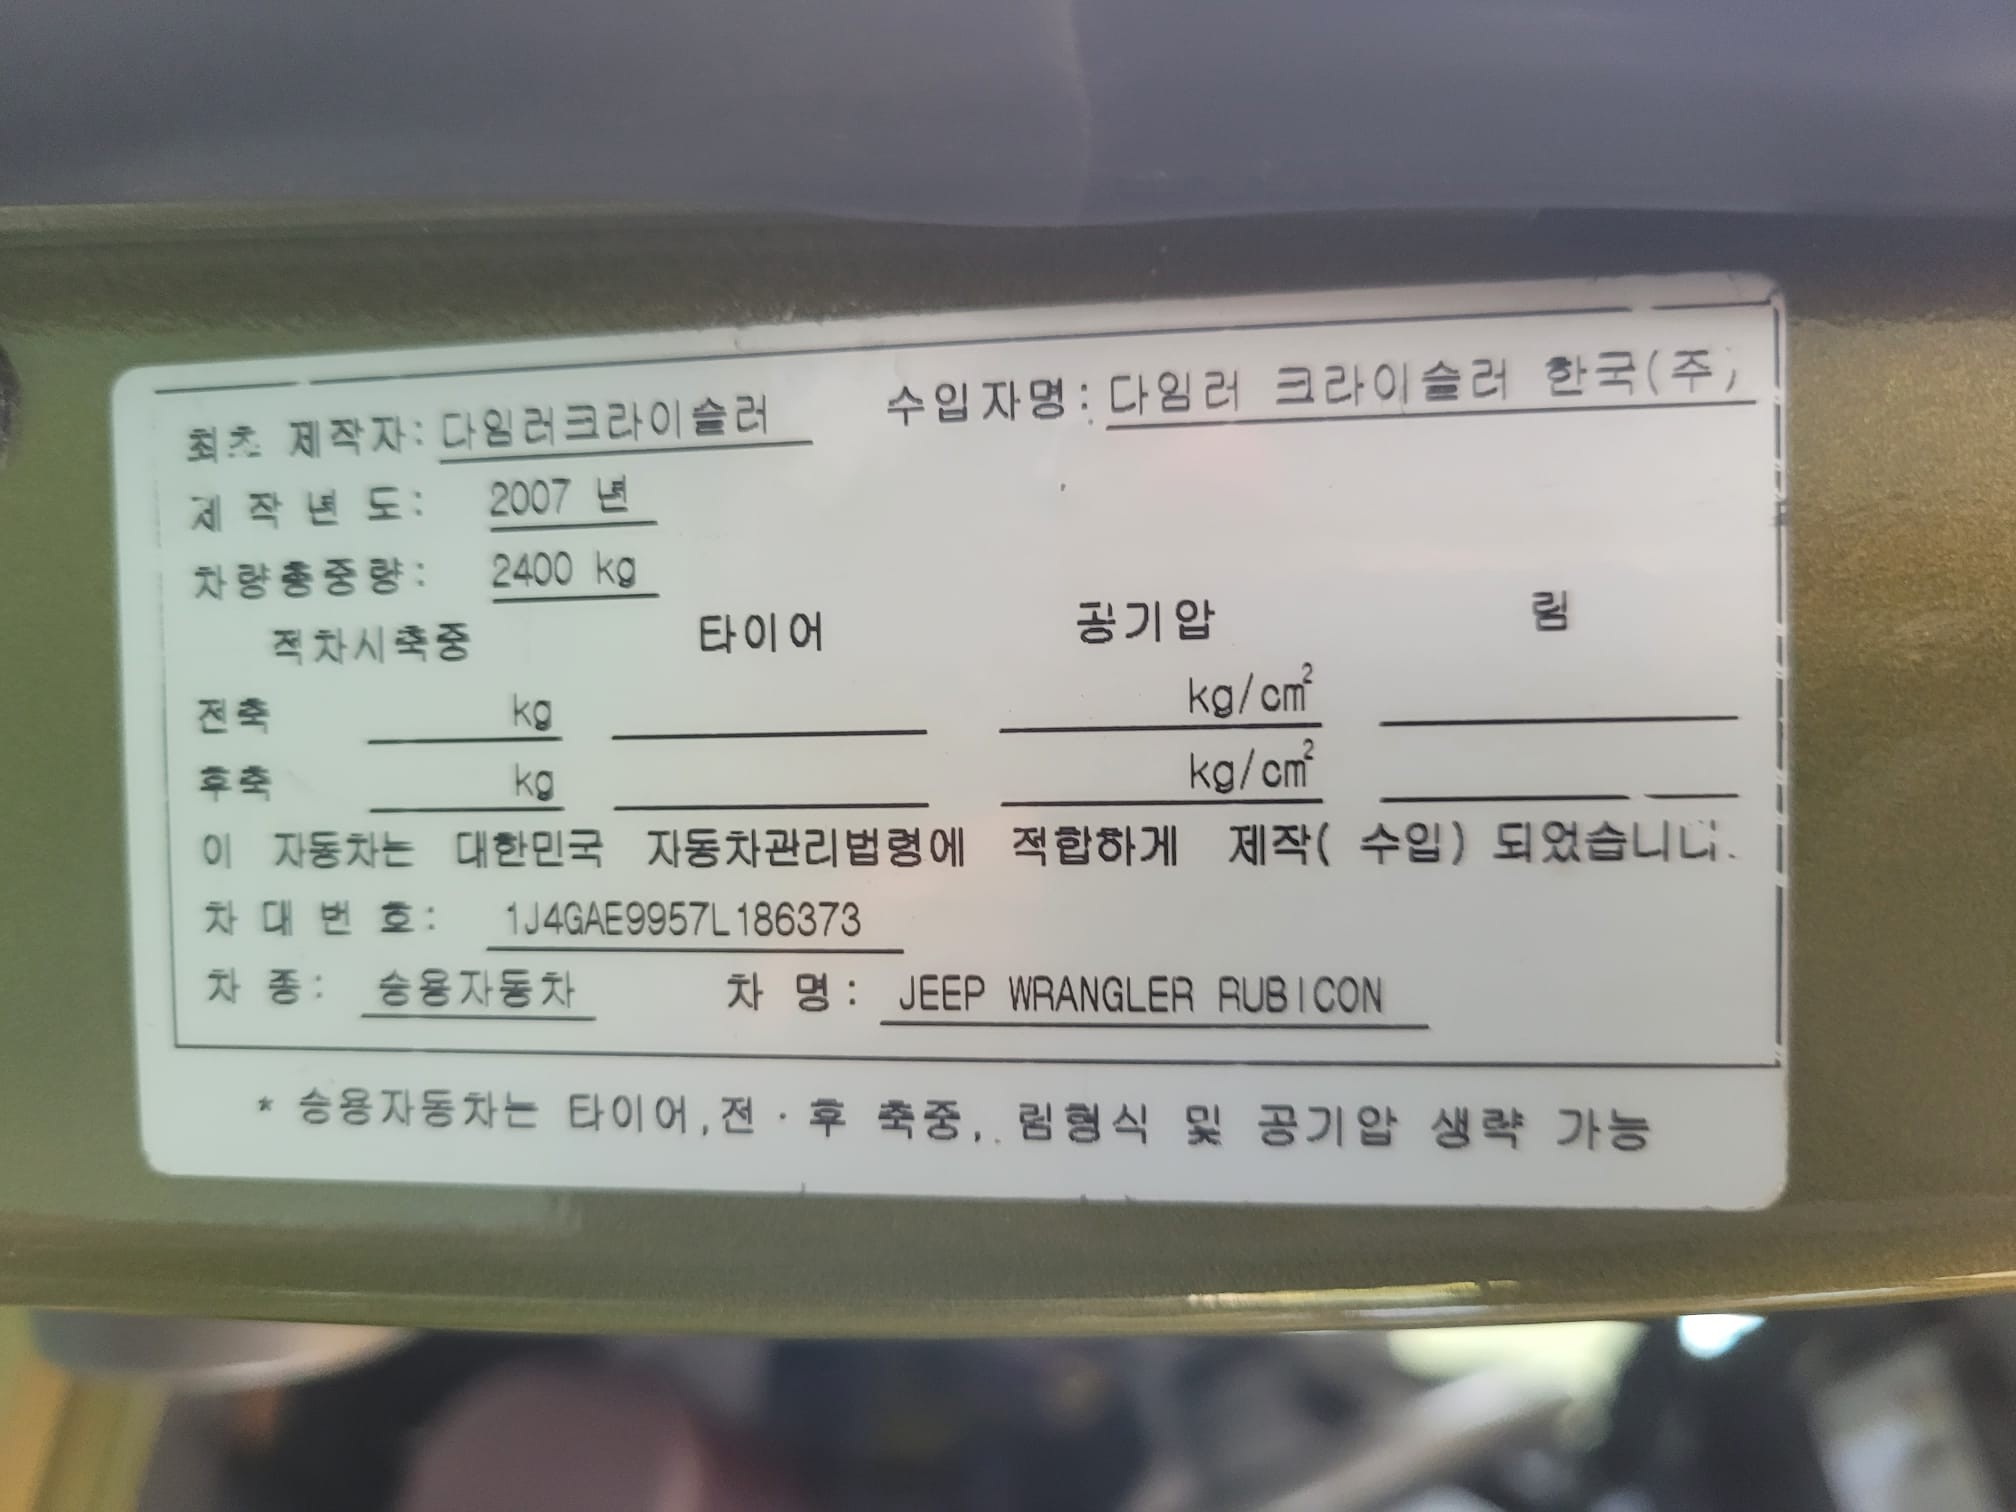 최초 제작자: 다임러크라이슬러 수입자명: 다임러 크라이슬러 한국(주)
제 작 년 도: 2007 년
차량총중량: 2400 kg
적차시축중 타이어 공기압 림
전축 kg kg/cm²
후축 kg kg/cm²
이 자동차는 대한민국 자동차관리법령에 적합하게 제작( 수입) 되었습니다.
차 대 번 호: 1J4GAE9957L186373
차 종: 승용자동차 차 명: JEEP WRANGLER RUBICON
* 승용자동차는 타이어,전 · 후 축중, 림형식 및 공기압 생략 가능